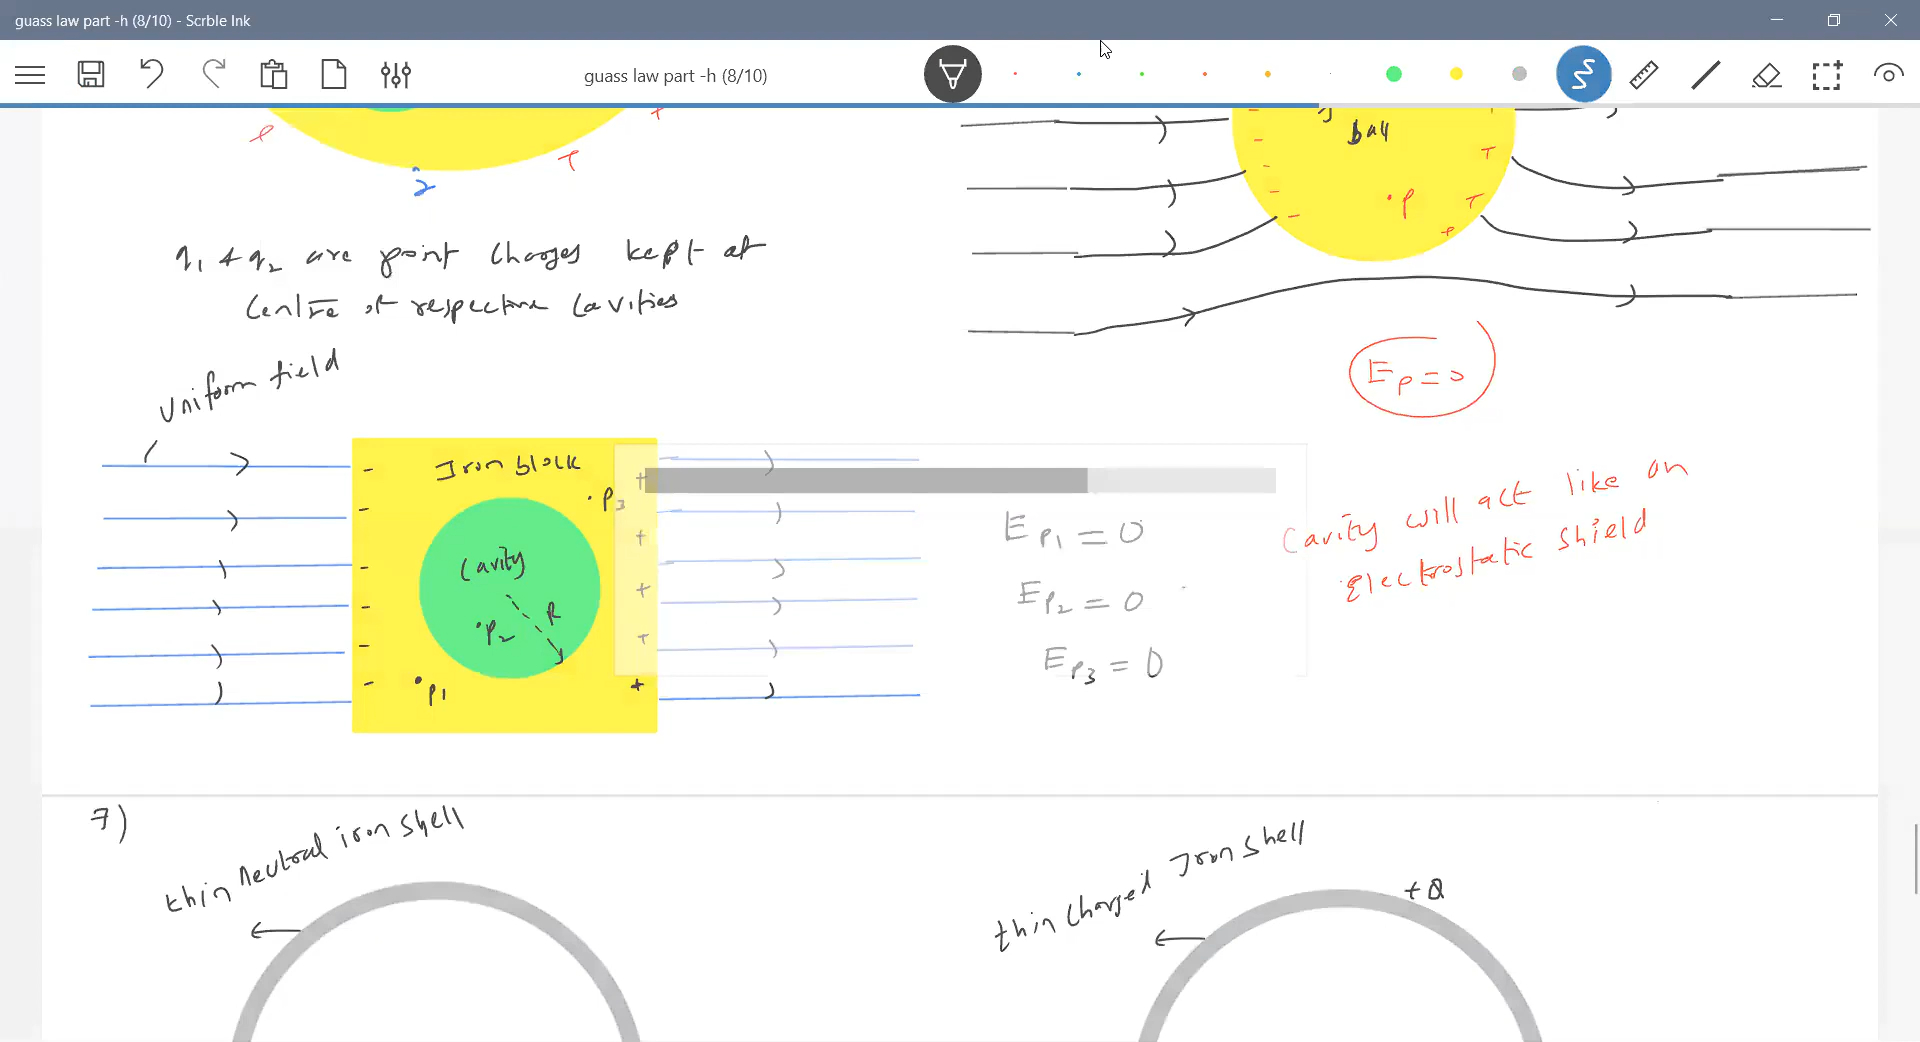 guass law part -h (8/10) - Scrble Ink
guass law part -h (8/10)
2
ball
P
q1 & q2 are point charges kept at
centre of respective cavities
EP = 0
Uniform field
Iron block
P3
Cavity
R
P2
P1
EP1 = 0
EP2 = 0
EP3 = 0
Cavity will act like an
Electrostatic shield
7)
thin Neutral iron shell
thin charged Iron shell
+Q